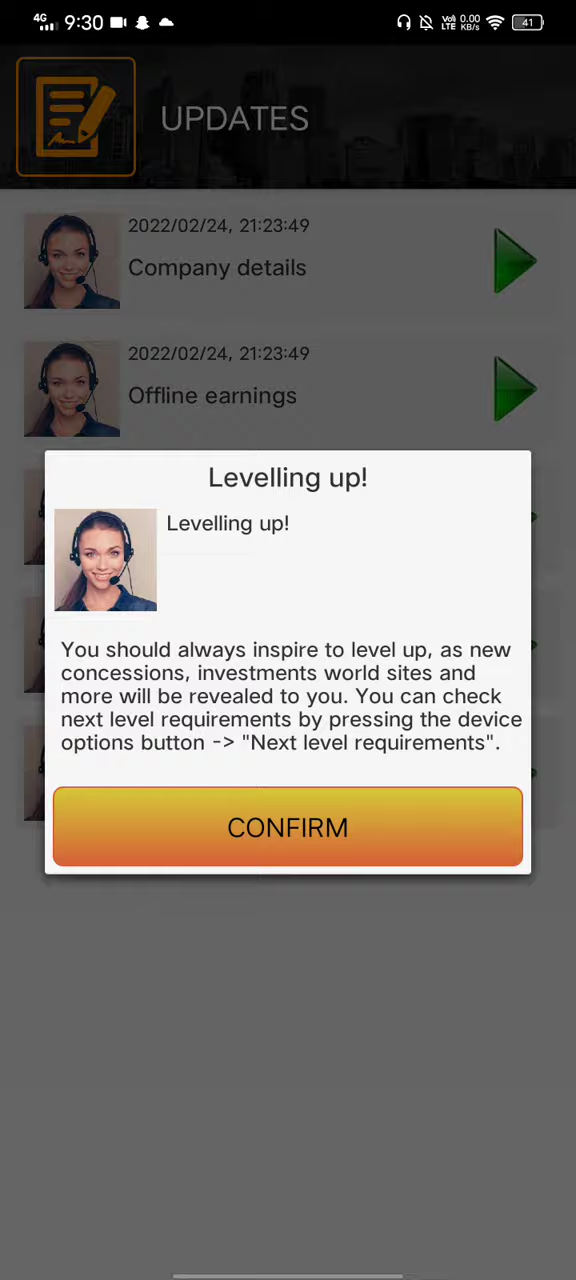 4G 9:30 Vol) LTE 0.00 KB/s 41
UPDATES
2022/02/24, 21:23:49
Company details
2022/02/24, 21:23:49
Offline earnings
Levelling up!
Levelling up!
You should always inspire to level up, as new
concessions, investments world sites and
more will be revealed to you. You can check
next level requirements by pressing the device
options button -> "Next level requirements".
CONFIRM